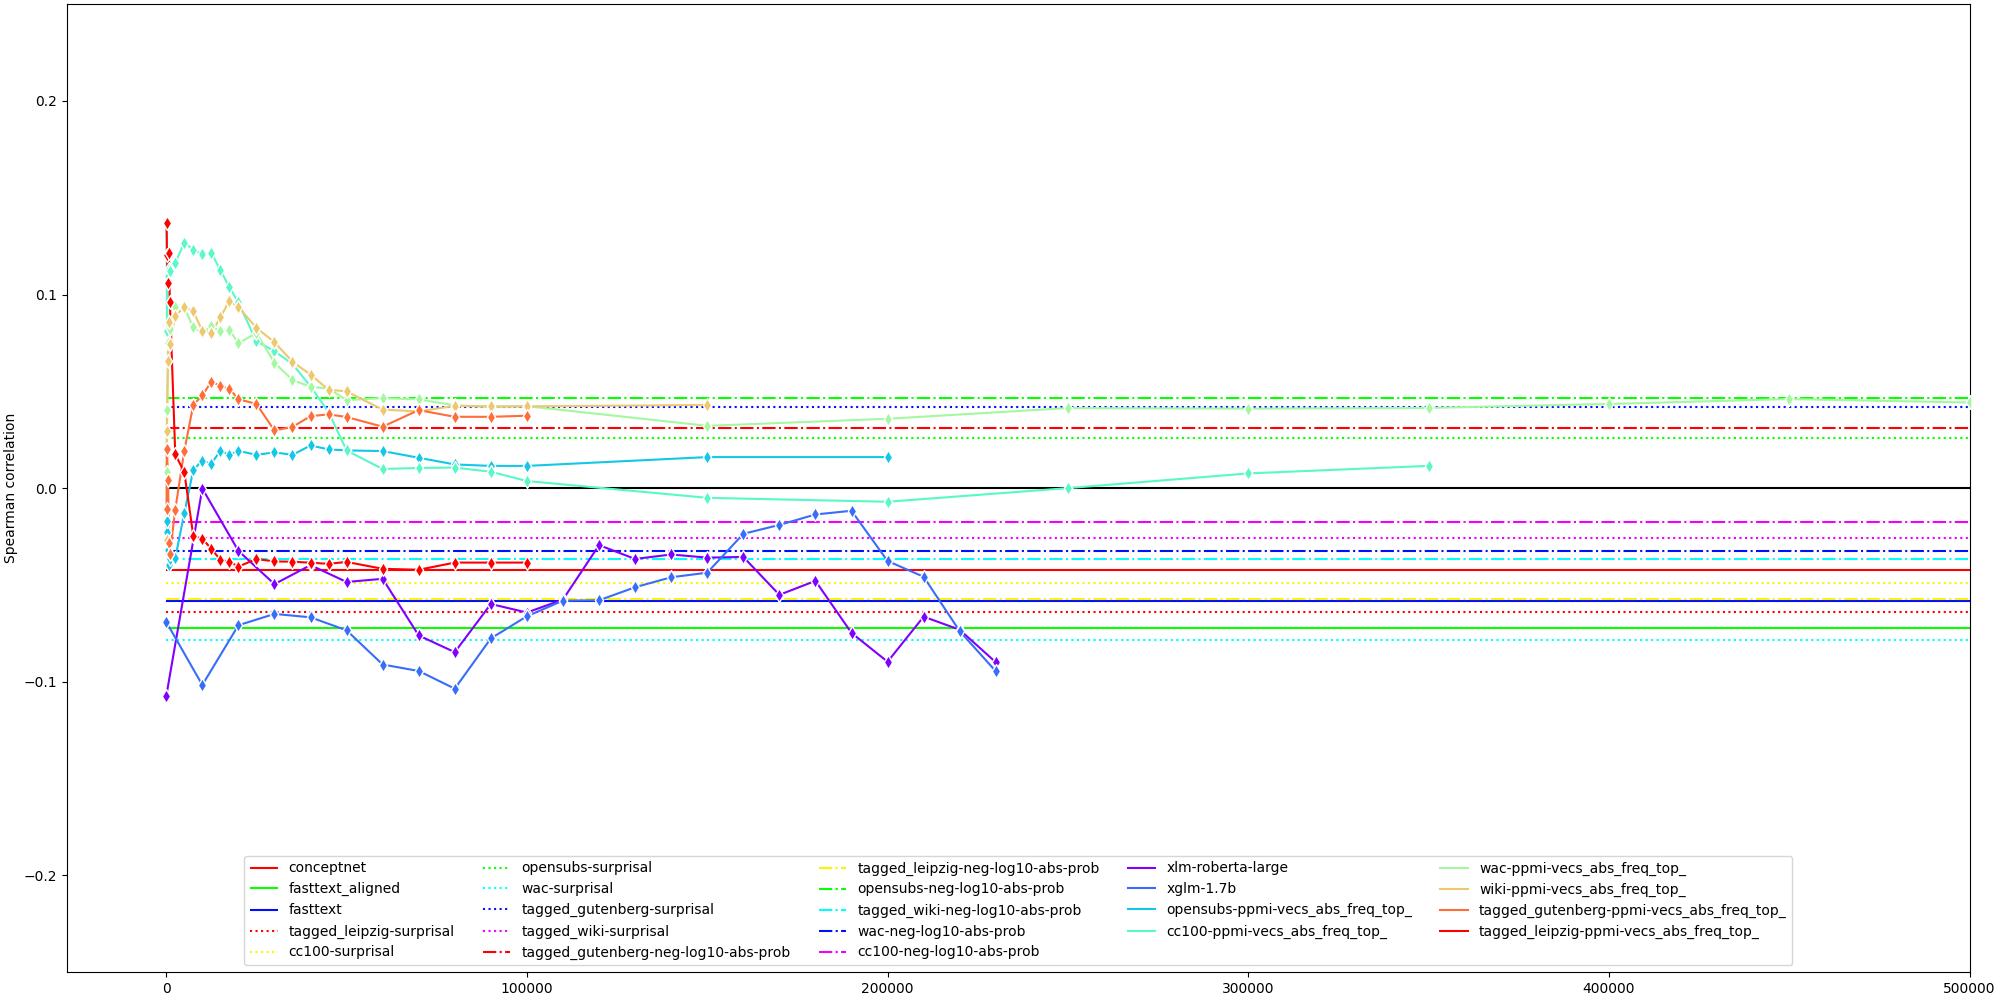 Spearman correlation
0.2
0.1
0.0
−0.1
−0.2
0
100000
200000
300000
400000
500000
conceptnet
fasttext_aligned
fasttext
tagged_leipzig-surprisal
cc100-surprisal
opensubs-surprisal
wac-surprisal
tagged_gutenberg-surprisal
tagged_wiki-surprisal
tagged_gutenberg-neg-log10-abs-prob
tagged_leipzig-neg-log10-abs-prob
opensubs-neg-log10-abs-prob
tagged_wiki-neg-log10-abs-prob
wac-neg-log10-abs-prob
cc100-neg-log10-abs-prob
xlm-roberta-large
xglm-1.7b
opensubs-ppmi-vecs_abs_freq_top_
cc100-ppmi-vecs_abs_freq_top_
wac-ppmi-vecs_abs_freq_top_
wiki-ppmi-vecs_abs_freq_top_
tagged_gutenberg-ppmi-vecs_abs_freq_top_
tagged_leipzig-ppmi-vecs_abs_freq_top_